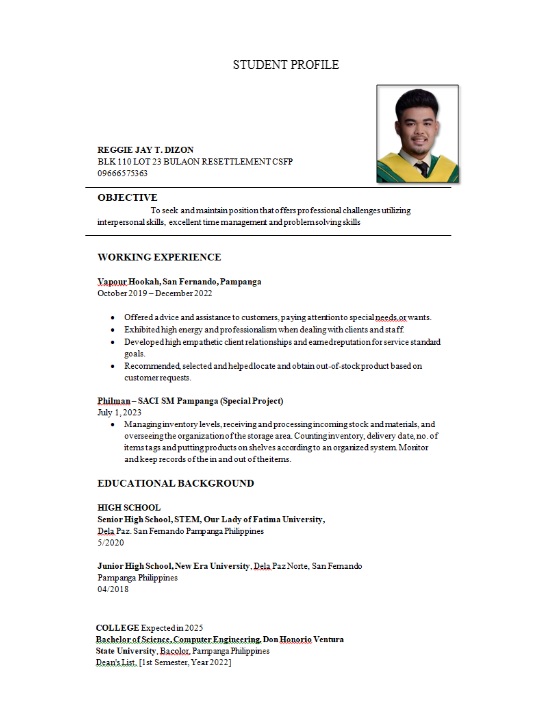 STUDENT PROFILE
REGGIE JAY T. DIZON
BLK 110 LOT 23 BULAON RESETTLEMENT CSFP
09666575363
OBJECTIVE
To seek and maintain position that offers professional challenges utilizing
interpersonal skills, excellent time management and problem solving skills
WORKING EXPERIENCE
Vapour Hookah, San Fernando, Pampanga
October 2019 – December 2022
• Offered advice and assistance to customers, paying attention to special needs or wants.
• Exhibited high energy and professionalism when dealing with clients and staff.
• Developed high empathetic client relationships and earned reputation for service standard
goals.
• Recommended, selected and helped locate and obtain out-of-stock product based on
customer requests.
Philman – SACI SM Pampanga (Special Project)
July 1, 2023
• Managing inventory levels, receiving and processing incoming stock and materials, and
overseeing the organization of the storage area. Counting inventory, delivery date, no. of
items tags and putting products on shelves according to an organized system. Monitor
and keep records of the in and out of the items.
EDUCATIONAL BACKGROUND
HIGH SCHOOL
Senior High School, STEM, Our Lady of Fatima University,
Dela Paz. San Fernando Pampanga Philippines
5/2020
Junior High School, New Era University, Dela Paz Norte, San Fernando
Pampanga Philippines
04/2018
COLLEGE Expected in 2025
Bachelor of Science, Computer Engineering, Don Honorio Ventura
State University, Bacolor, Pampanga Philippines
Dean's List, [1st Semester, Year 2022]